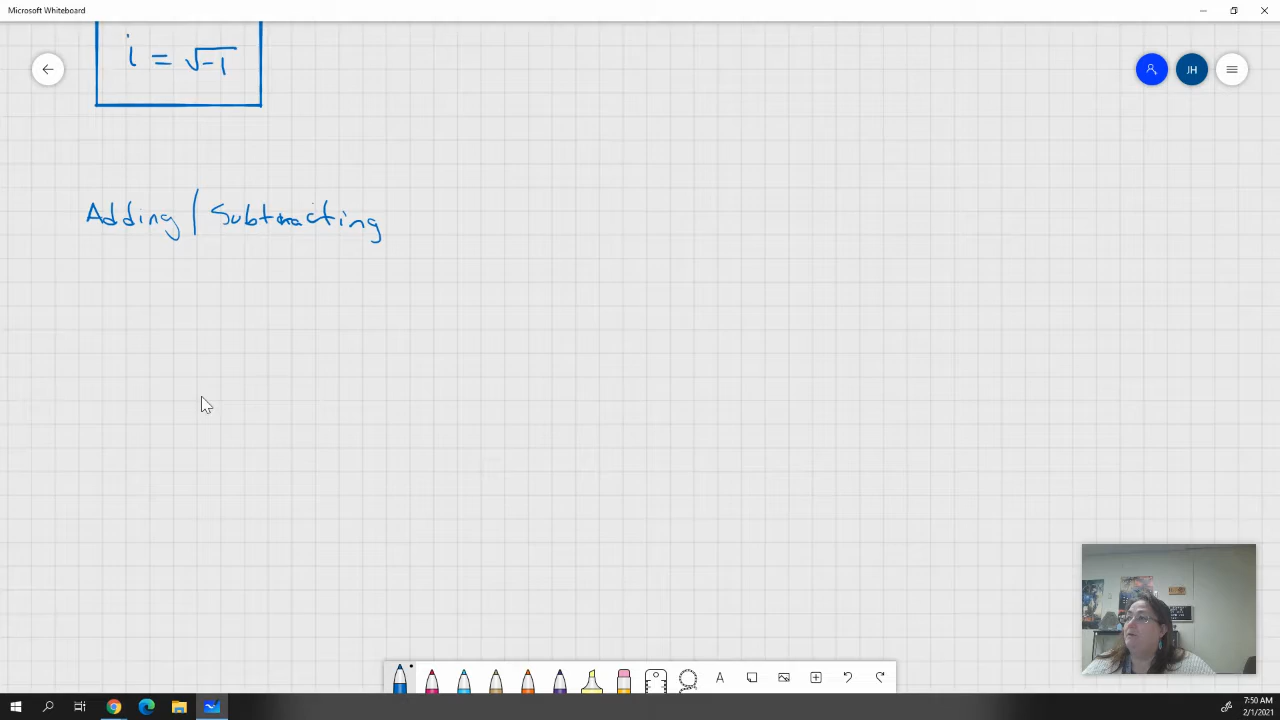 Microsoft Whiteboard
i = √-1
JH
Adding / Subtracting
A
7:50 AM
2/1/2021